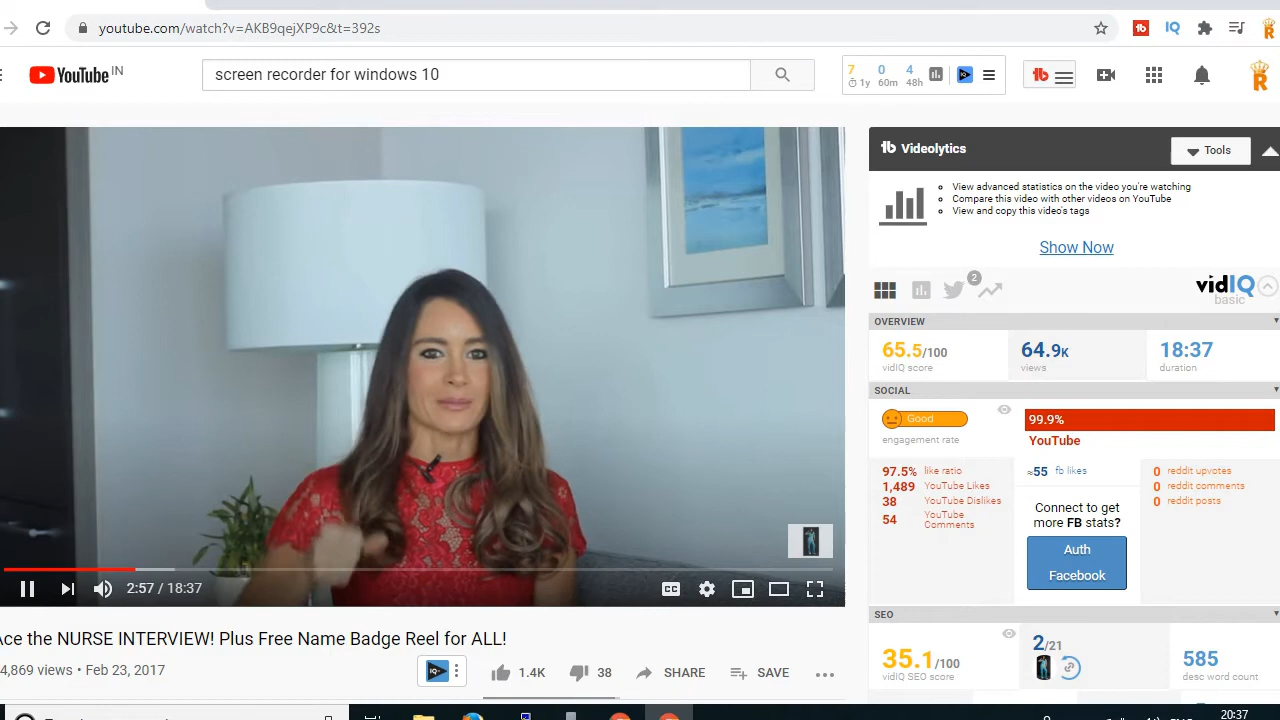 youtube.com/watch?v=AKB9qejXP9c&t=392s
IQ
YouTube IN
screen recorder for windows 10
7 0 4
1y 60m 48h
Videolytics
Tools
View advanced statistics on the video you're watching
Compare this video with other videos on YouTube
View and copy this video's tags
Show Now
2
vidIQ
basic
OVERVIEW
65.5/100
vidIQ score
64.9K
views
18:37
duration
SOCIAL
Good
engagement rate
99.9%
YouTube
97.5% like ratio
1,489 YouTube Likes
38 YouTube Dislikes
54 YouTube Comments
≈55 fb likes
Connect to get
more FB stats?
Auth
Facebook
0 reddit upvotes
0 reddit comments
0 reddit posts
2:57 / 18:37
CC
Ace the NURSE INTERVIEW! Plus Free Name Badge Reel for ALL!
4,869 views • Feb 23, 2017
1.4K
38
SHARE
SAVE
SEO
35.1/100
vidIQ SEO score
2/21
585
desc word count
20:37